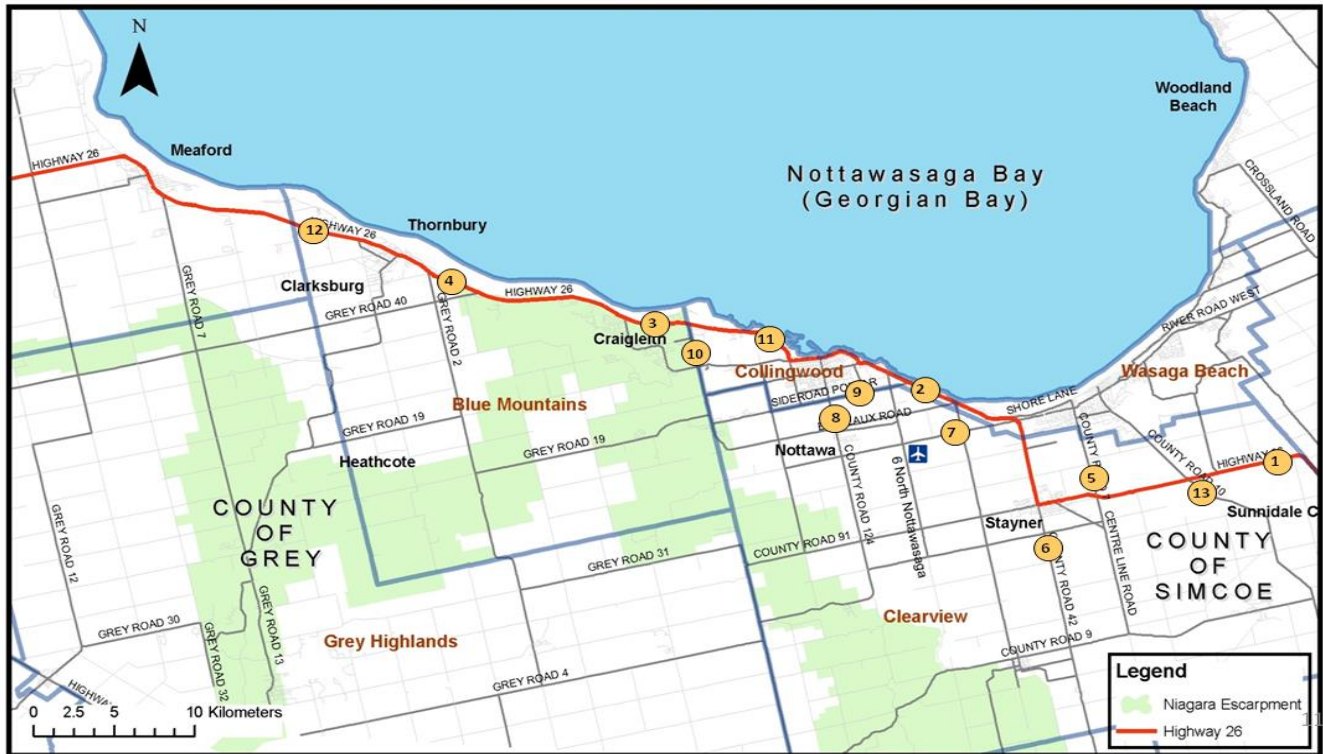 N
Woodland
Beach
Meaford
HIGHWAY 26
Nottawasaga Bay
(Georgian Bay)
CROSSLAND ROAD
Thornbury
12
Clarksburg
4
HIGHWAY 26
GREY ROAD 7
GREY ROAD 40
GREY ROAD 2
3
Craigleith
10
11
Collingwood
RIVER ROAD WEST
Wasaga Beach
SHORE LANE
2
9
SIDEROAD
8
ROAD
7
Blue Mountains
GREY ROAD 19
GREY ROAD 19
Nottawa
Heathcote
COUNTY ROAD 124
6 North Nottawasaga
5
COUNTY ROAD 10
1
13
Sunnidale C
Stayner
CENTRE LINE ROAD
COUNTY
OF
GREY
COUNTY
OF
SIMCOE
6
COUNTY ROAD 91
GREY ROAD 31
GREY ROAD 12
COUNTY ROAD 42
Clearview
GREY ROAD 30
GREY ROAD 32
GREY ROAD 13
Grey Highlands
COUNTY ROAD 9
GREY ROAD 4
0 2.5 5 10 Kilometers
Legend
Niagara Escarpment
Highway 26
11